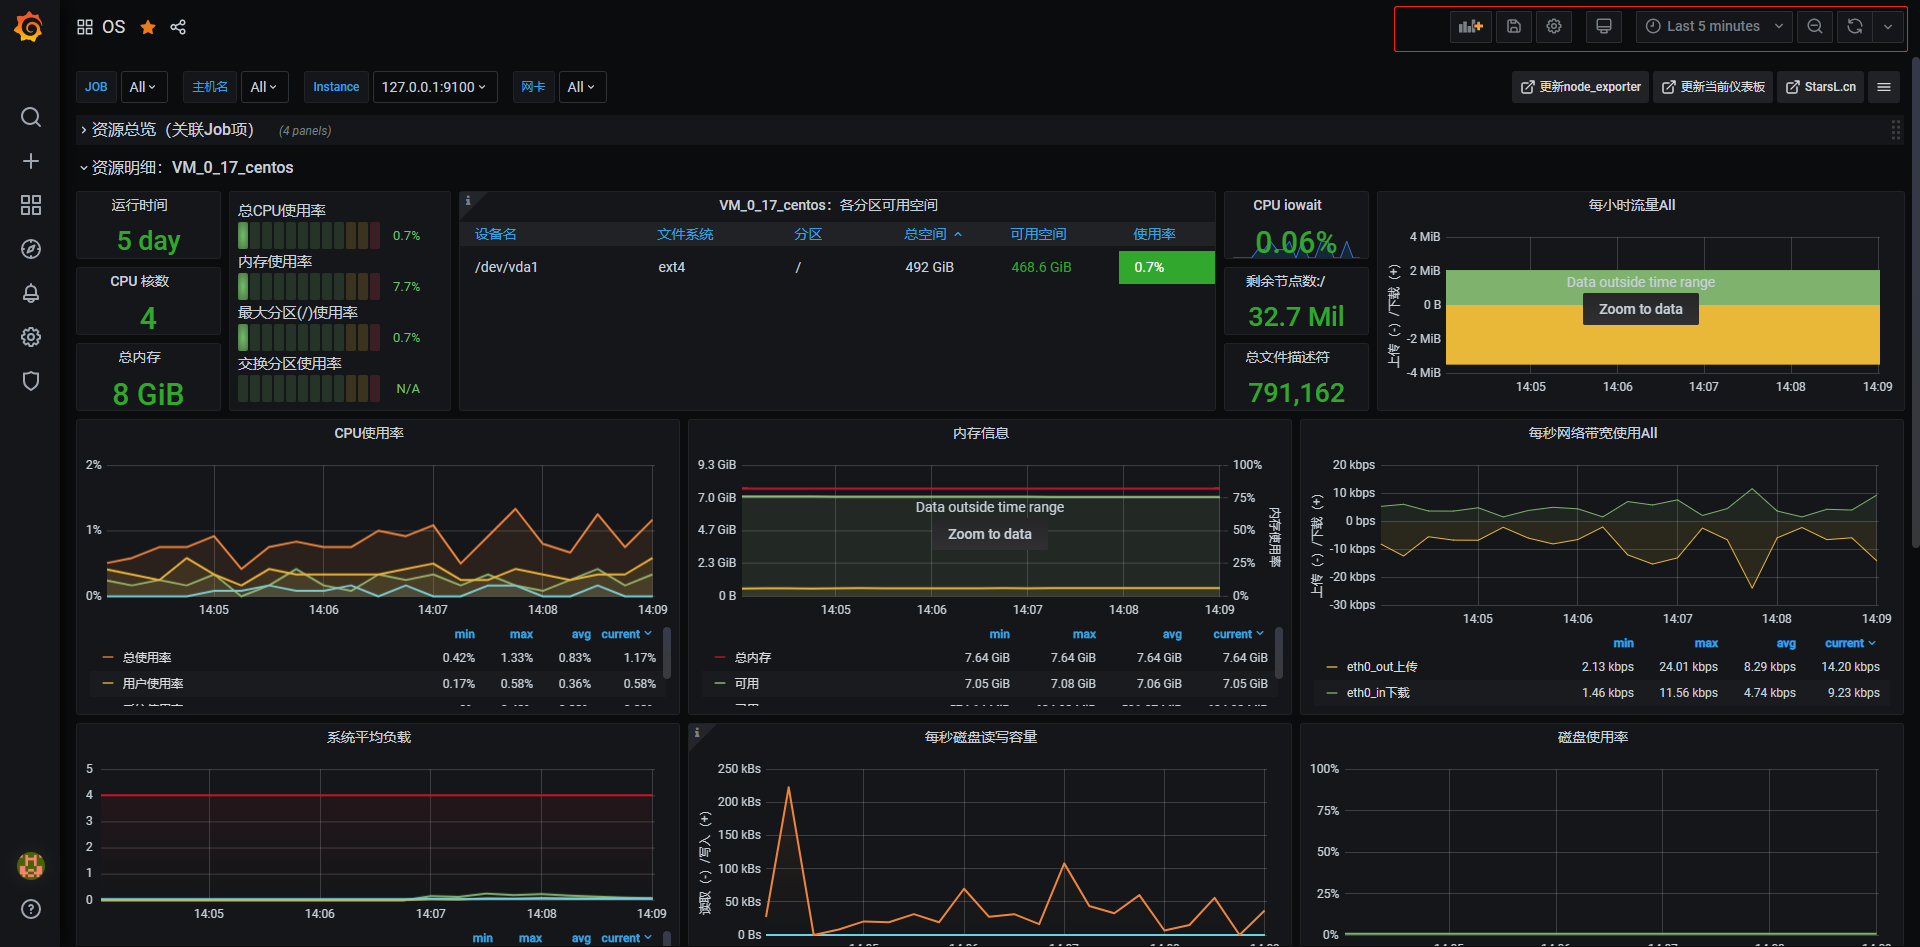 OS
Last 5 minutes
JOB All 主机名 All Instance 127.0.0.1:9100 网卡 All 更新node_exporter 更新当前仪表板 StarsL.cn
资源总览（关联Job项） (4 panels)
资源明细：VM_0_17_centos
运行时间
5 day
CPU 核数
4
总内存
8 GiB
总CPU使用率
0.7%
内存使用率
7.7%
最大分区(/)使用率
0.7%
交换分区使用率
N/A
VM_0_17_centos：各分区可用空间
设备名 文件系统 分区 总空间 可用空间 使用率
/dev/vda1 ext4 / 492 GiB 468.6 GiB 0.7%
CPU iowait
0.06%
剩余节点数:/
32.7 Mil
总文件描述符
791,162
每小时流量All
上传（-）/下载（+）
4 MiB
2 MiB
0 B
-2 MiB
-4 MiB
Data outside time range
Zoom to data
14:05 14:06 14:07 14:08 14:09
CPU使用率
2%
1%
0%
14:05 14:06 14:07 14:08 14:09
min max avg current
总使用率 0.42% 1.33% 0.83% 1.17%
用户使用率 0.17% 0.58% 0.36% 0.58%
内存信息
9.3 GiB
7.0 GiB
4.7 GiB
2.3 GiB
0 B
100%
75%
50%
25%
0%
内存使用率
Data outside time range
Zoom to data
14:05 14:06 14:07 14:08 14:09
min max avg current
总内存 7.64 GiB 7.64 GiB 7.64 GiB 7.64 GiB
可用 7.05 GiB 7.08 GiB 7.06 GiB 7.05 GiB
每秒网络带宽使用All
上传（-）/下载（+）
20 kbps
10 kbps
0 bps
-10 kbps
-20 kbps
-30 kbps
14:05 14:06 14:07 14:08 14:09
min max avg current
eth0_out上传 2.13 kbps 24.01 kbps 8.29 kbps 14.20 kbps
eth0_in下载 1.46 kbps 11.56 kbps 4.74 kbps 9.23 kbps
系统平均负载
5
4
3
2
1
0
14:05 14:06 14:07 14:08 14:09
min max avg current
每秒磁盘读写容量
读取（-）/写入（+）
250 kBs
200 kBs
150 kBs
100 kBs
50 kBs
0 Bs
磁盘使用率
100%
75%
50%
25%
0%